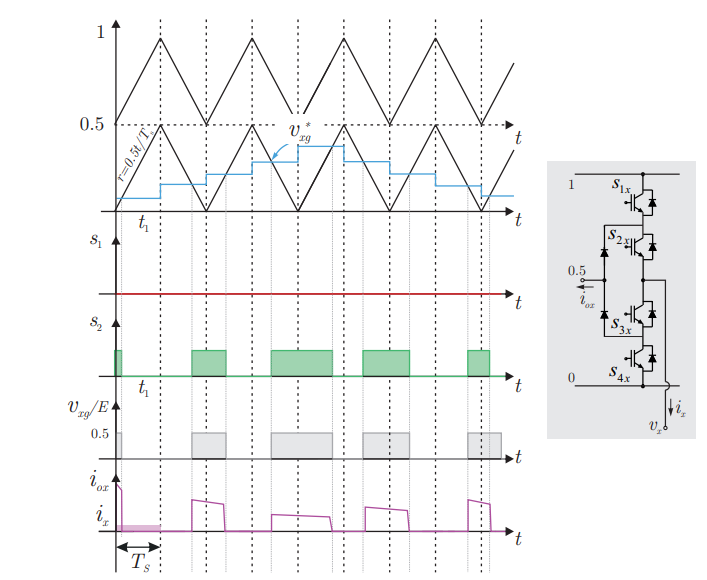 1
0.5
r=0.5t/Tₛ
v*ₓg
t
t₁
t
s₁
t
s₂
t₁
t
vₓg/E
0.5
t
iₒₓ
iₓ
t
Tₛ
1
S₁ₓ
S₂ₓ
0.5
iₒₓ
S₃ₓ
S₄ₓ
0
iₓ
vₓ